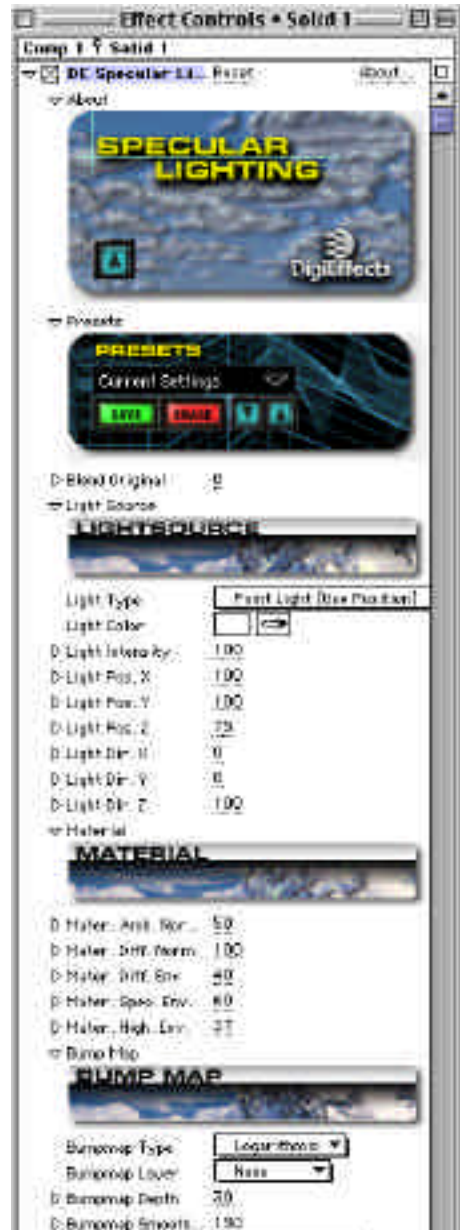 Effect Controls • Solid 1
Comp 1 Solid 1
DE Specular Li... Reset About...
About
SPECULAR
LIGHTING
A
DigiEffects
Presets
PRESETS
Current Settings
SAVE ERASE ? A
Blend Original 0
Light Source
LIGHTSOURCE
Light Type Point Light (Use Position)
Light Color
Light Intensity 100
Light Pos. X 100
Light Pos. Y 100
Light Pos. Z 75
Light Dir. X 0
Light Dir. Y 0
Light Dir. Z 100
Material
MATERIAL
Mater. Amb. Nor... 50
Mater. Diff. Norm 100
Mater. Diff. Env 40
Mater. Spec. Env. 60
Mater. High. Env.
Bump Map
BUMP MAP
Bumpmap Type Logarithmic
Bumpmap Layer None
Bumpmap Depth 30
Bumpmap Smoots...